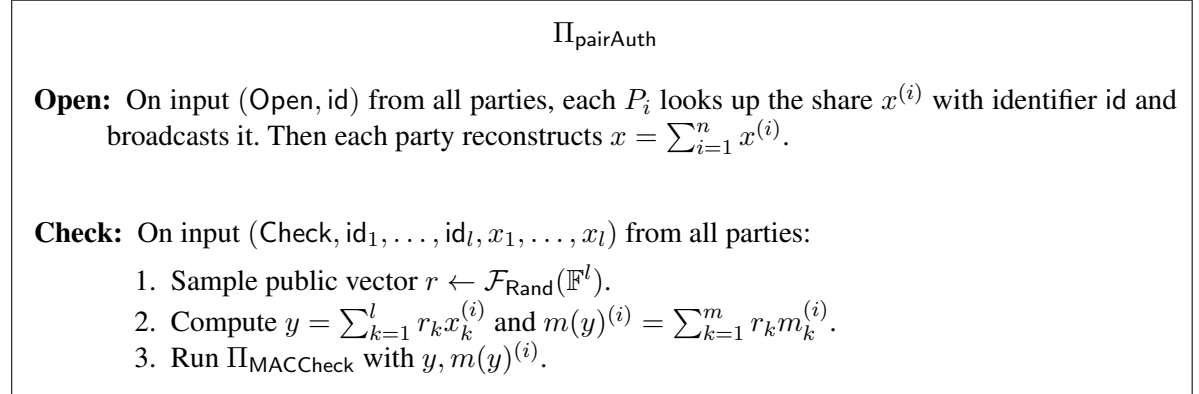 Π_pairAuth
Open: On input (Open, id) from all parties, each P_i looks up the share x^{(i)} with identifier id and
broadcasts it. Then each party reconstructs x = ∑_{i=1}^{n} x^{(i)}.
Check: On input (Check, id_1, . . . , id_l, x_1, . . . , x_l) from all parties:
1. Sample public vector r ← F_Rand(𝔽^l).
2. Compute y = ∑_{k=1}^{l} r_k x_k^{(i)} and m(y)^{(i)} = ∑_{k=1}^{m} r_k m_k^{(i)}.
3. Run Π_MACCheck with y, m(y)^{(i)}.